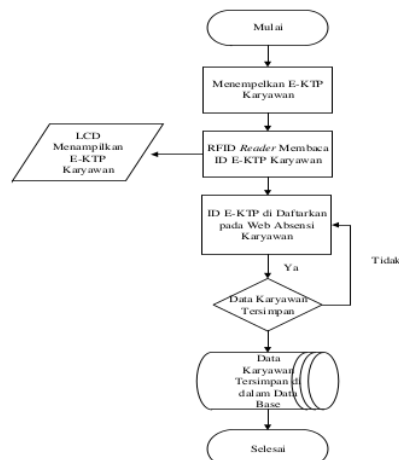 Mulai
Menempelkan E-KTP
Karyawan
LCD
Menampilkan
E-KTP
Karyawan
RFID Reader Membaca
ID E-KTP Karyawan
ID E-KTP di Daftarkan
pada Web Absensi
Karyawan
Ya
Tidak
Data Karyawan
Tersimpan
Data
Karyawan
Tersimpan di
dalam Data
Base
Selesai